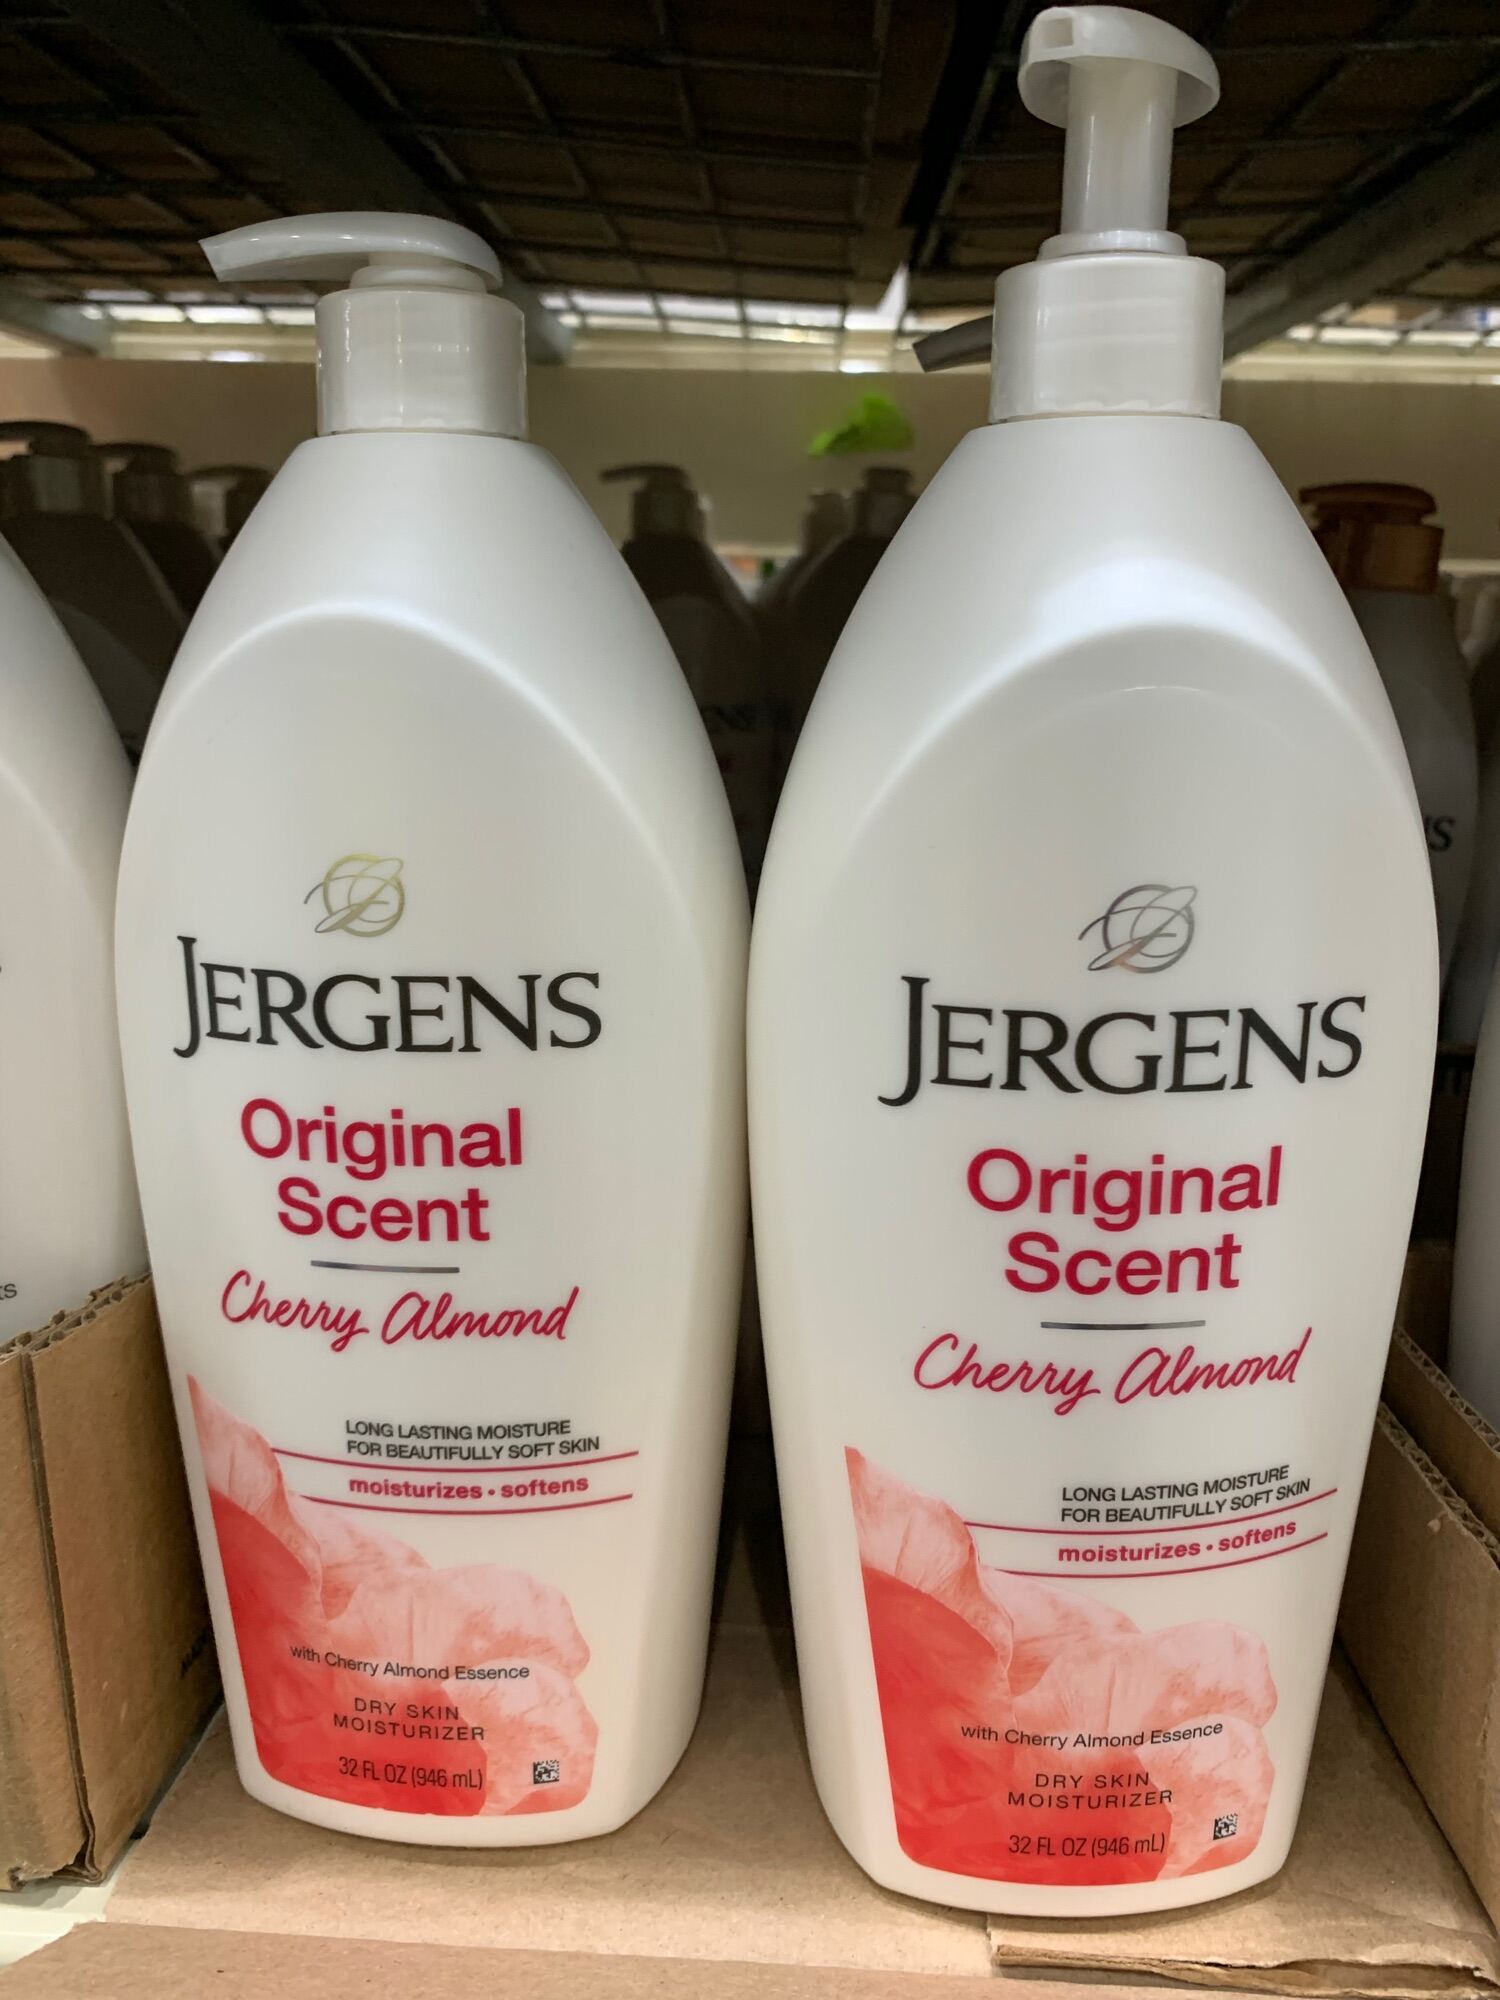 JERGENS
Original
Scent
Cherry Almond
LONG LASTING MOISTURE
FOR BEAUTIFULLY SOFT SKIN
moisturizes • softens
with Cherry Almond Essence
DRY SKIN
MOISTURIZER
32 FL OZ (946 mL)
JERGENS
Original
Scent
Cherry Almond
LONG LASTING MOISTURE
FOR BEAUTIFULLY SOFT SKIN
moisturizes • softens
with Cherry Almond Essence
DRY SKIN
MOISTURIZER
32 FL OZ (946 mL)